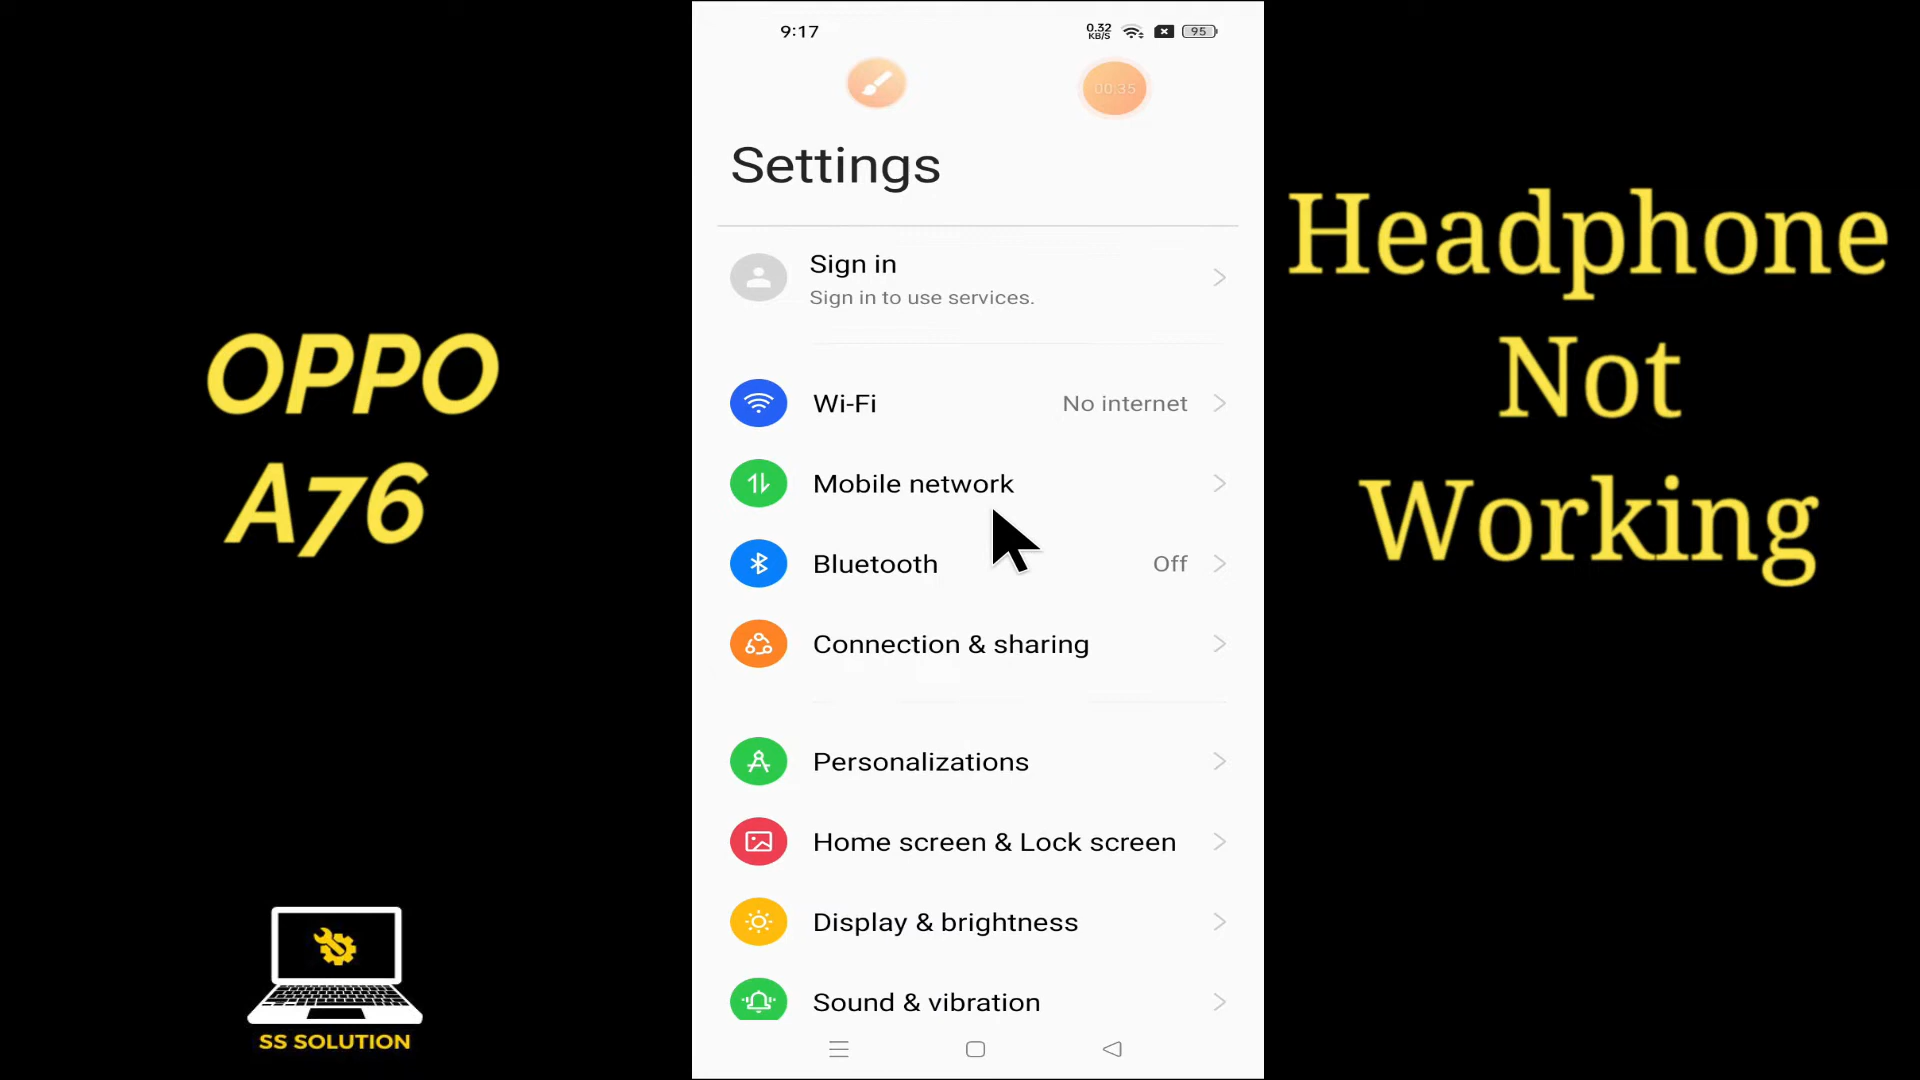 OPPO
A76
SS SOLUTION
9:17
0.32
KB/S
95
00:35
Settings
Sign in
Sign in to use services.
Wi-Fi
No internet
Mobile network
Bluetooth
Off
Connection & sharing
Personalizations
Home screen & Lock screen
Display & brightness
Sound & vibration
Headphone
Not
Working